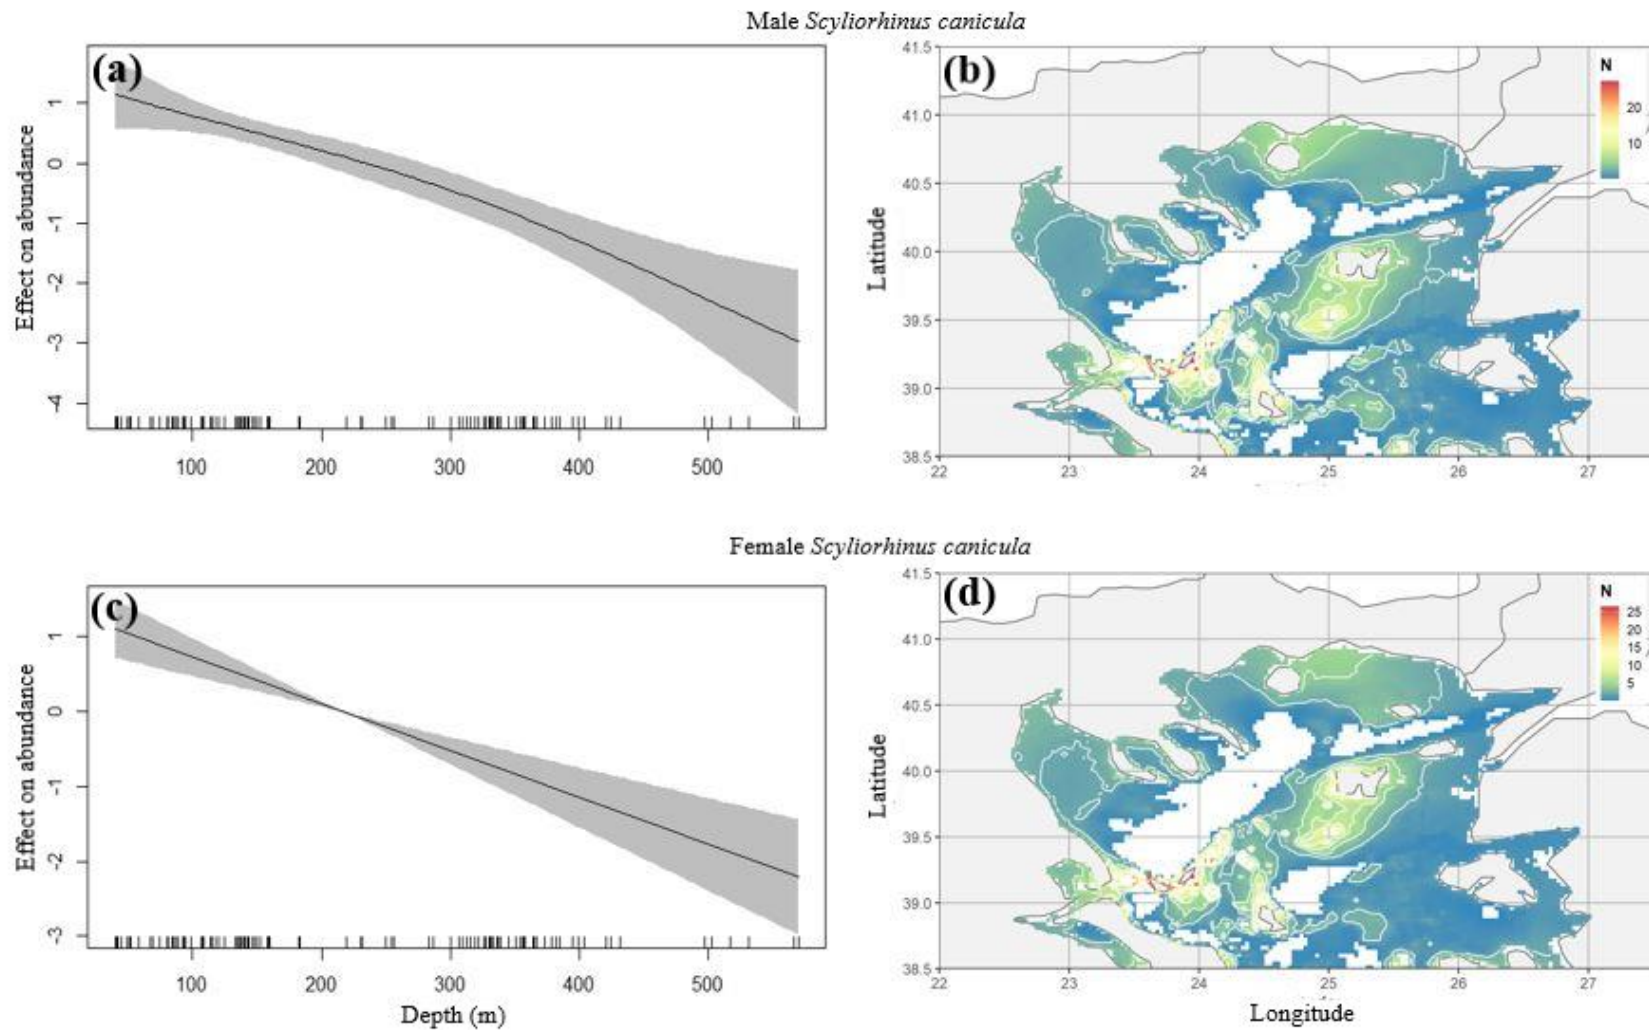 Male Scyliorhinus canicula
(a)
Effect on abundance
1
0
-1
-2
-3
-4
100 200 300 400 500
(b)
N
20
10
Latitude
41.5
41.0
40.5
40.0
39.5
39.0
38.5
22 23 24 25 26 27
Female Scyliorhinus canicula
(c)
Effect on abundance
1
0
-1
-2
-3
100 200 300 400 500
Depth (m)
(d)
N
25
20
15
10
5
Latitude
41.5
41.0
40.5
40.0
39.5
39.0
38.5
22 23 24 25 26 27
Longitude